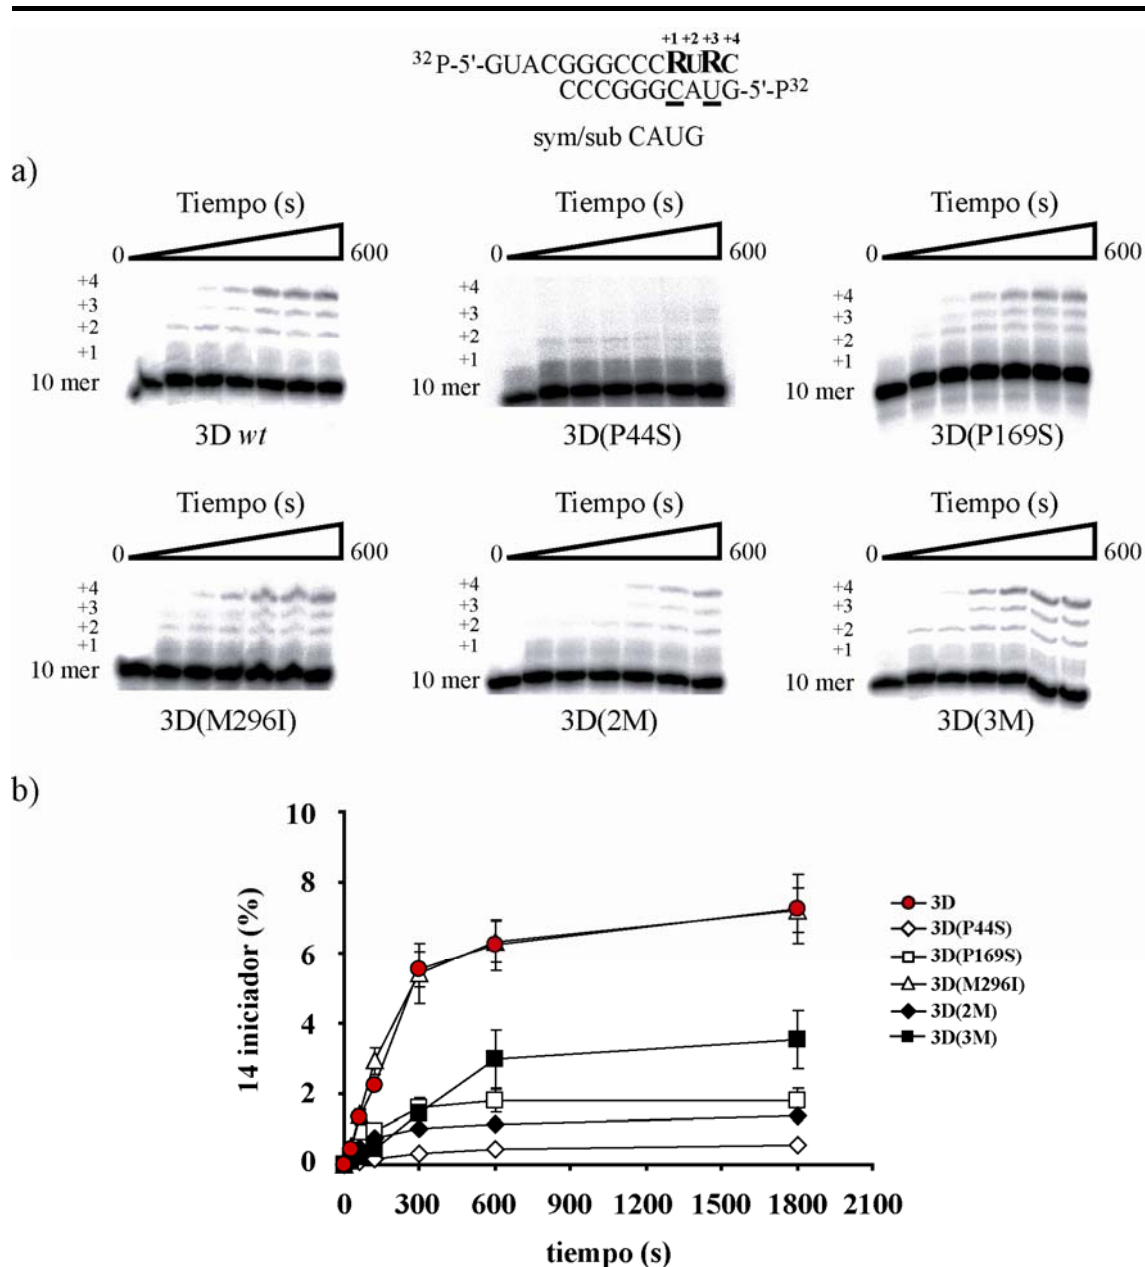 +1 +2 +3 +4
32P-5'-GUACGGGCCCRURC
CCCGGGCAUG-5'-P32
sym/sub CAUG
a)
Tiempo (s)
0 600
+4
+3
+2
+1
10 mer
3D wt
Tiempo (s)
0 600
+4
+3
+2
+1
10 mer
3D(P44S)
Tiempo (s)
0 600
+4
+3
+2
+1
10 mer
3D(P169S)
Tiempo (s)
0 600
+4
+3
+2
+1
10 mer
3D(M296I)
Tiempo (s)
0 600
+4
+3
+2
+1
10 mer
3D(2M)
Tiempo (s)
0 600
+4
+3
+2
+1
10 mer
3D(3M)
b)
14 iniciador (%)
10
8
6
4
2
0
0 300 600 900 1200 1500 1800 2100
tiempo (s)
3D
3D(P44S)
3D(P169S)
3D(M296I)
3D(2M)
3D(3M)